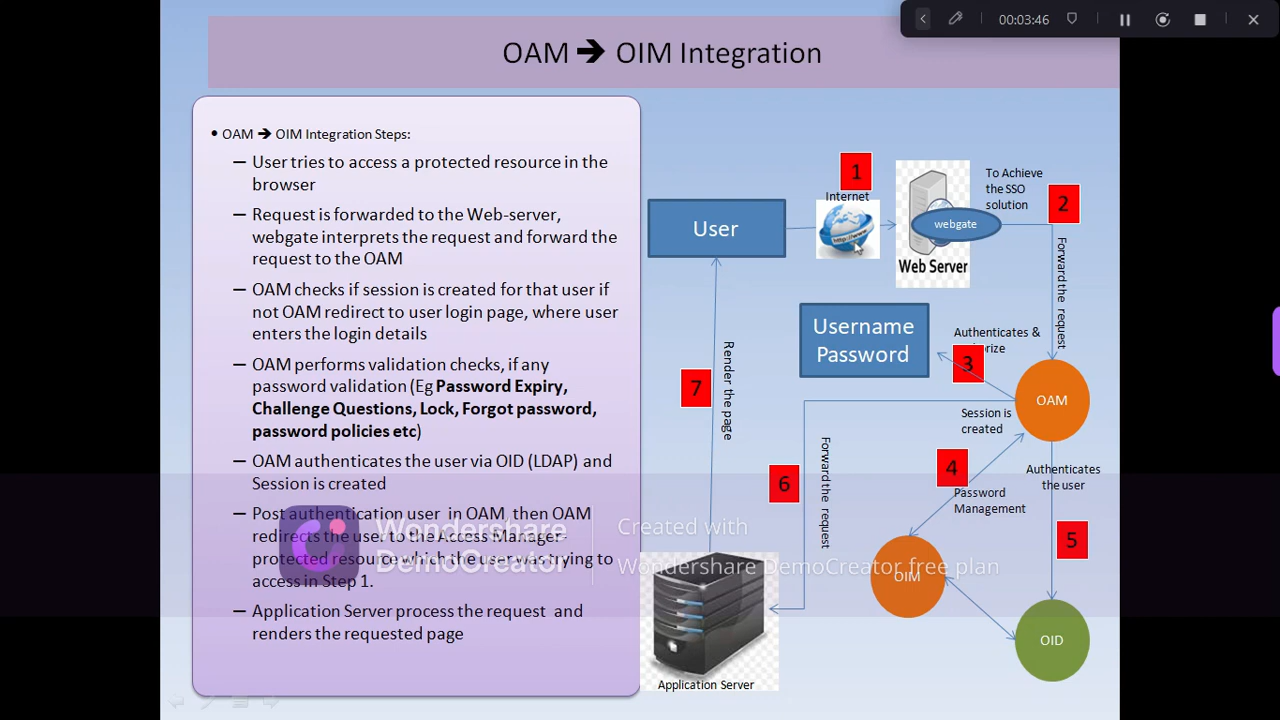 00:03:46
OAM ➔ OIM Integration
• OAM ➔ OIM Integration Steps:
– User tries to access a protected resource in the
browser
– Request is forwarded to the Web-server,
webgate interprets the request and forward the
request to the OAM
– OAM checks if session is created for that user if
not OAM redirect to user login page, where user
enters the login details
– OAM performs validation checks, if any
password validation (Eg Password Expiry,
Challenge Questions, Lock, Forgot password,
password policies etc)
– OAM authenticates the user via OID (LDAP) and
Session is created
– Post authentication user in OAM, then OAM
redirects the user to the Access Manager-
protected resource which the user was trying to
access in Step 1.
– Application Server process the request and
renders the requested page
User
1
Internet
http://www
webgate
Web Server
To Achieve
the SSO
solution
2
Forward the request
Username
Password
Authenticates &
3
OAM
Session is
created
4
Password
Management
Authenticates
the user
5
OIM
OID
6
Forward the request
7
Render the page
Application Server
Wondershare
DemoCreator
Created with
Wondershare DemoCreator free plan